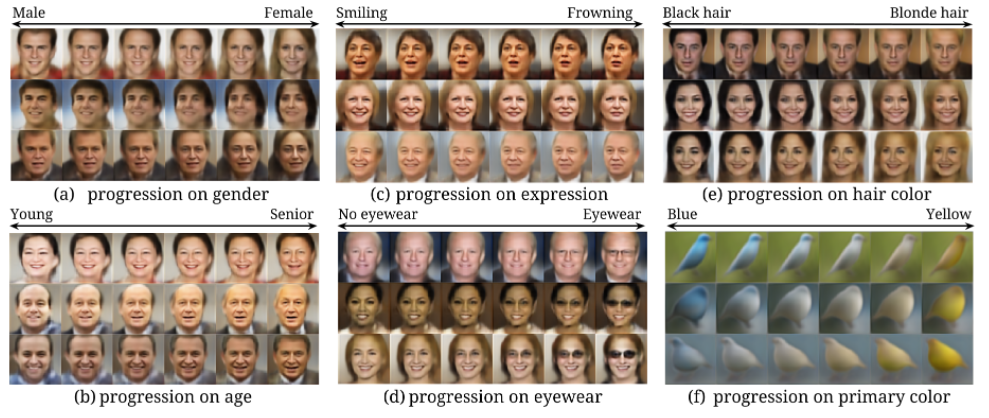 Male Female
(a) progression on gender
Smiling Frowning
(c) progression on expression
Black hair Blonde hair
(e) progression on hair color
Young Senior
(b) progression on age
No eyewear Eyewear
(d) progression on eyewear
Blue Yellow
(f) progression on primary color